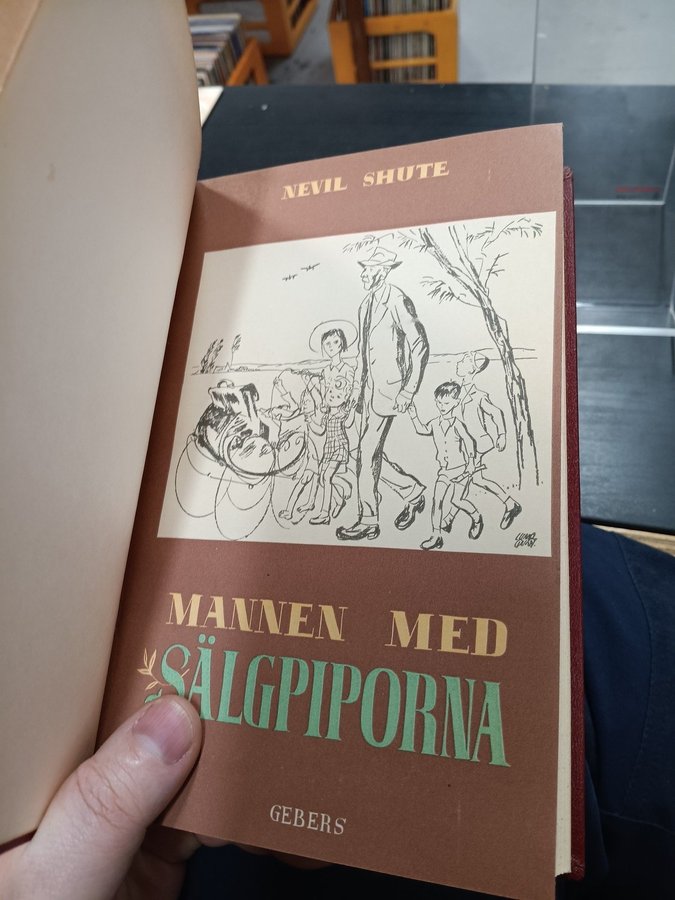 NEVIL SHUTE
MANNEN MED
SÄLGPIPORNA
GEBERS